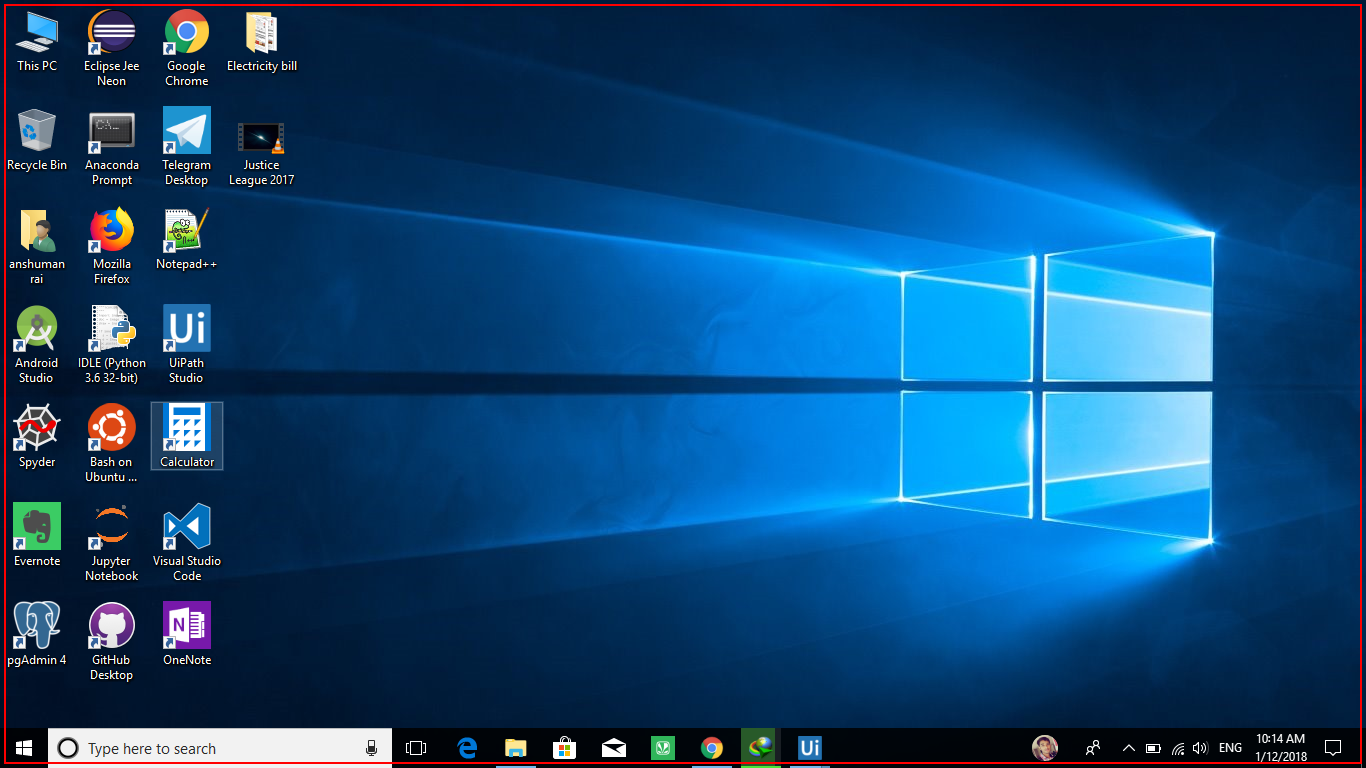 This PC
Eclipse Jee
Neon
Google
Chrome
Electricity bill
Recycle Bin
Anaconda
Prompt
Telegram
Desktop
Justice
League 2017
anshuman
rai
Mozilla
Firefox
Notepad++
Android
Studio
IDLE (Python
3.6 32-bit)
Ui
UiPath
Studio
Spyder
Bash on
Ubuntu ...
Calculator
Evernote
Jupyter
Notebook
Visual Studio
Code
pgAdmin 4
GitHub
Desktop
N
OneNote
Type here to search
Ui
ENG
10:14 AM
1/12/2018